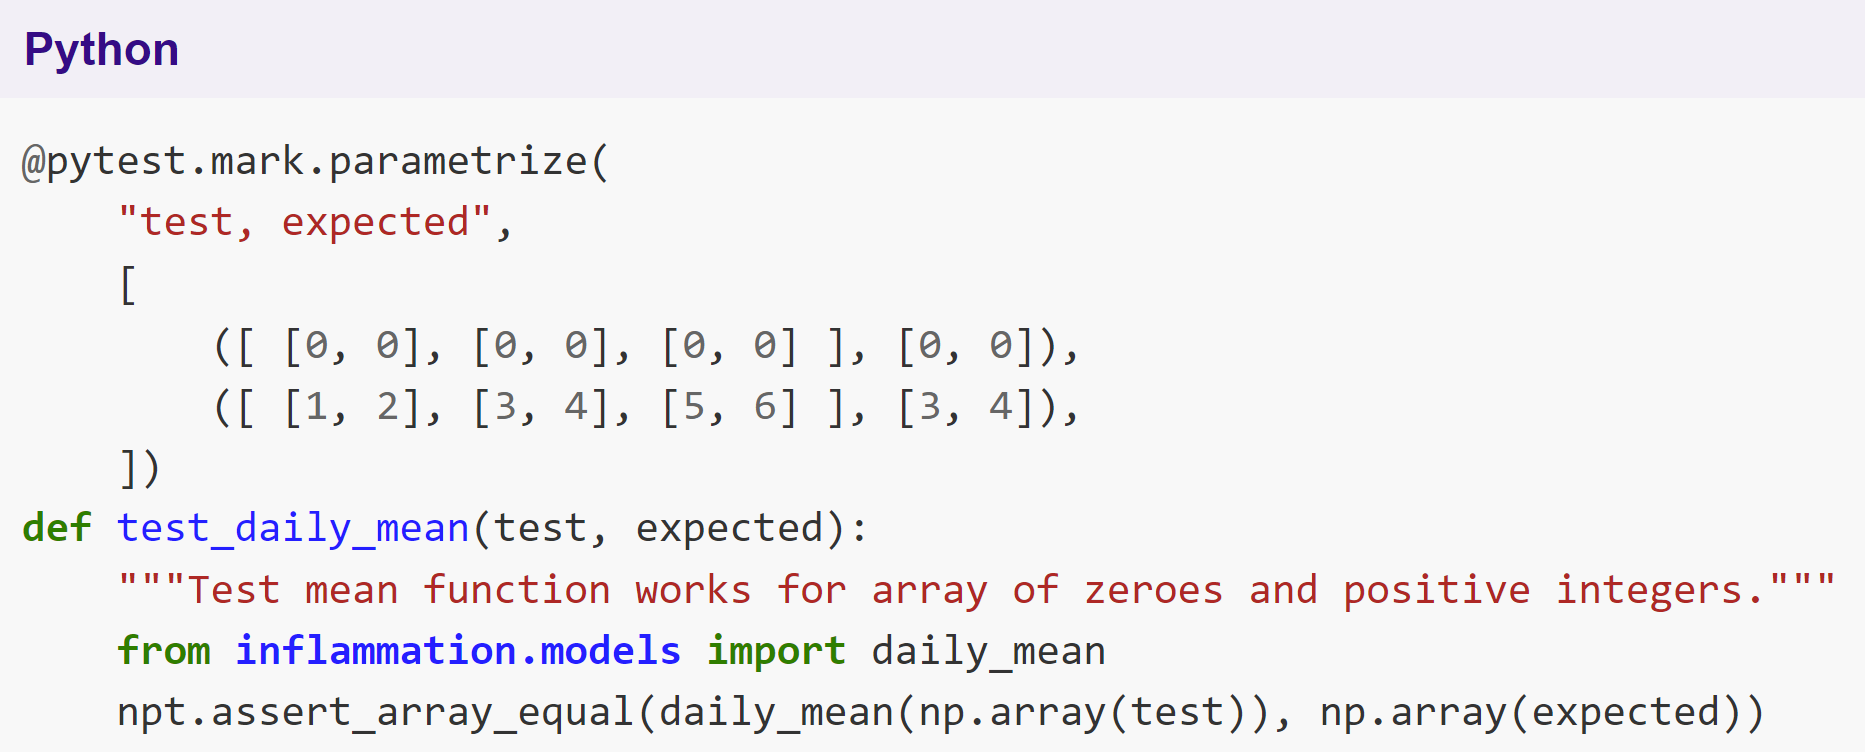 Python
@pytest.mark.parametrize(
    "test, expected",
    [
        ([ [0, 0], [0, 0], [0, 0] ], [0, 0]),
        ([ [1, 2], [3, 4], [5, 6] ], [3, 4]),
    ])
def test_daily_mean(test, expected):
    """Test mean function works for array of zeroes and positive integers."""
    from inflammation.models import daily_mean
    npt.assert_array_equal(daily_mean(np.array(test)), np.array(expected))